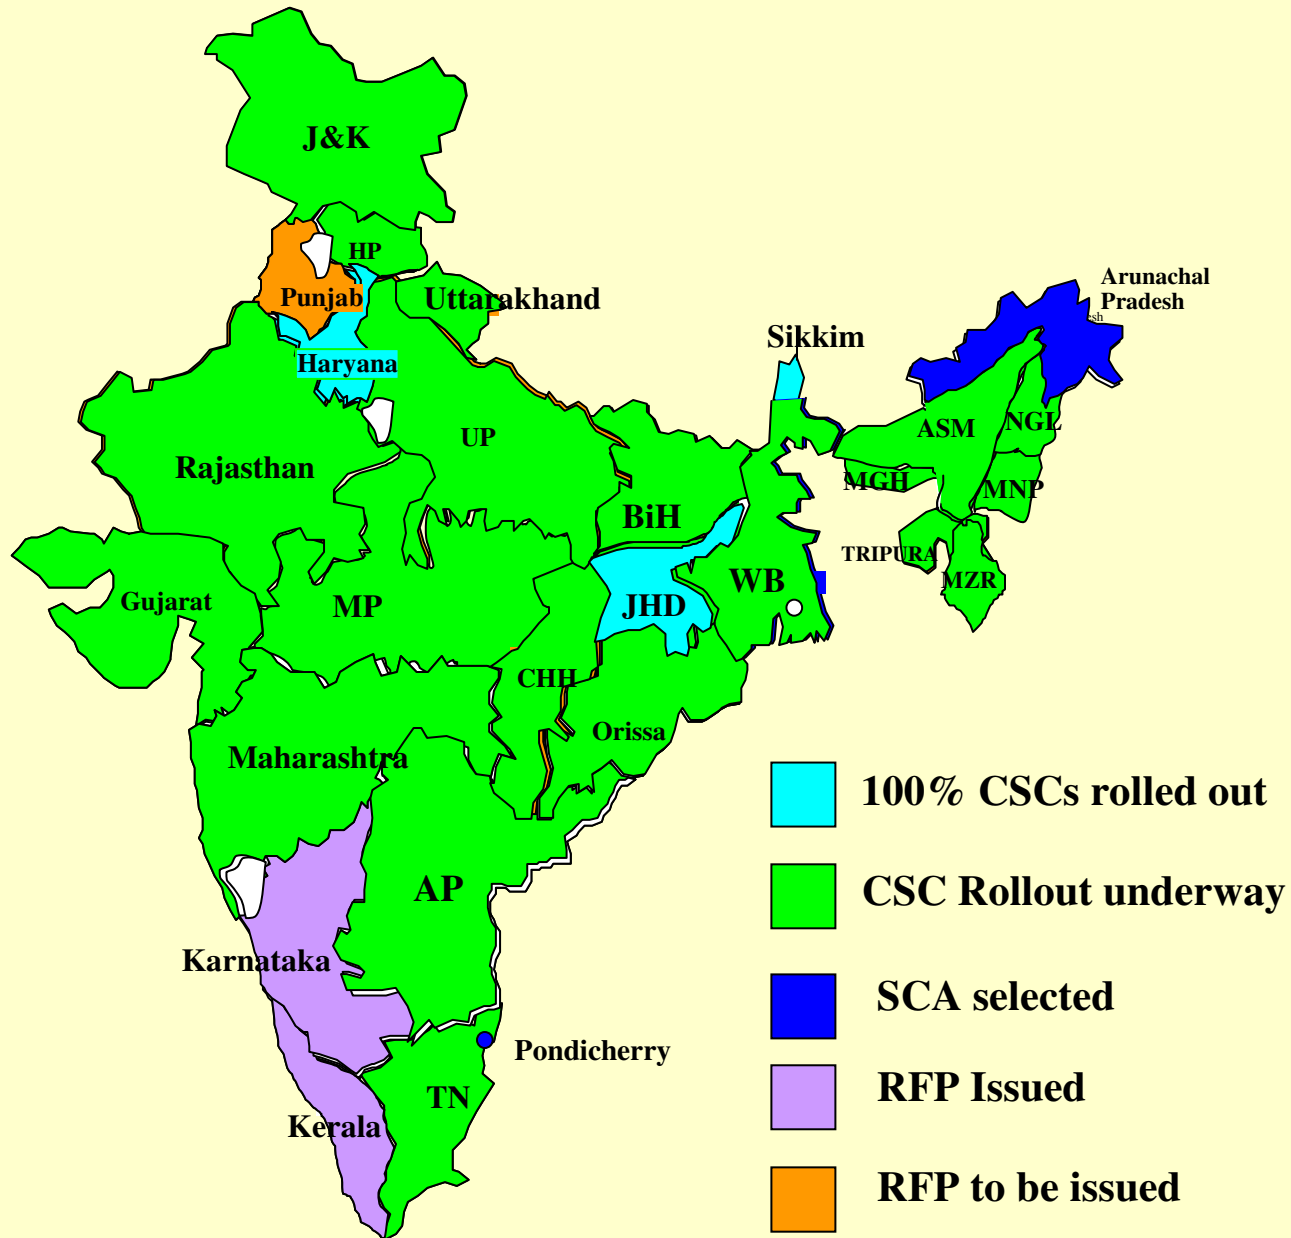 J&K
HP
Punjab
Uttarakhand
Haryana
Arunachal
Pradesh
esh
Sikkim
UP
ASM
NGL
Rajasthan
MGH
MNP
BiH
TRIPURA
MZR
Gujarat
MP
JHD
WB
CHH
Orissa
Maharashtra
100% CSCs rolled out
AP
CSC Rollout underway
Karnataka
SCA selected
Pondicherry
TN
RFP Issued
Kerala
RFP to be issued